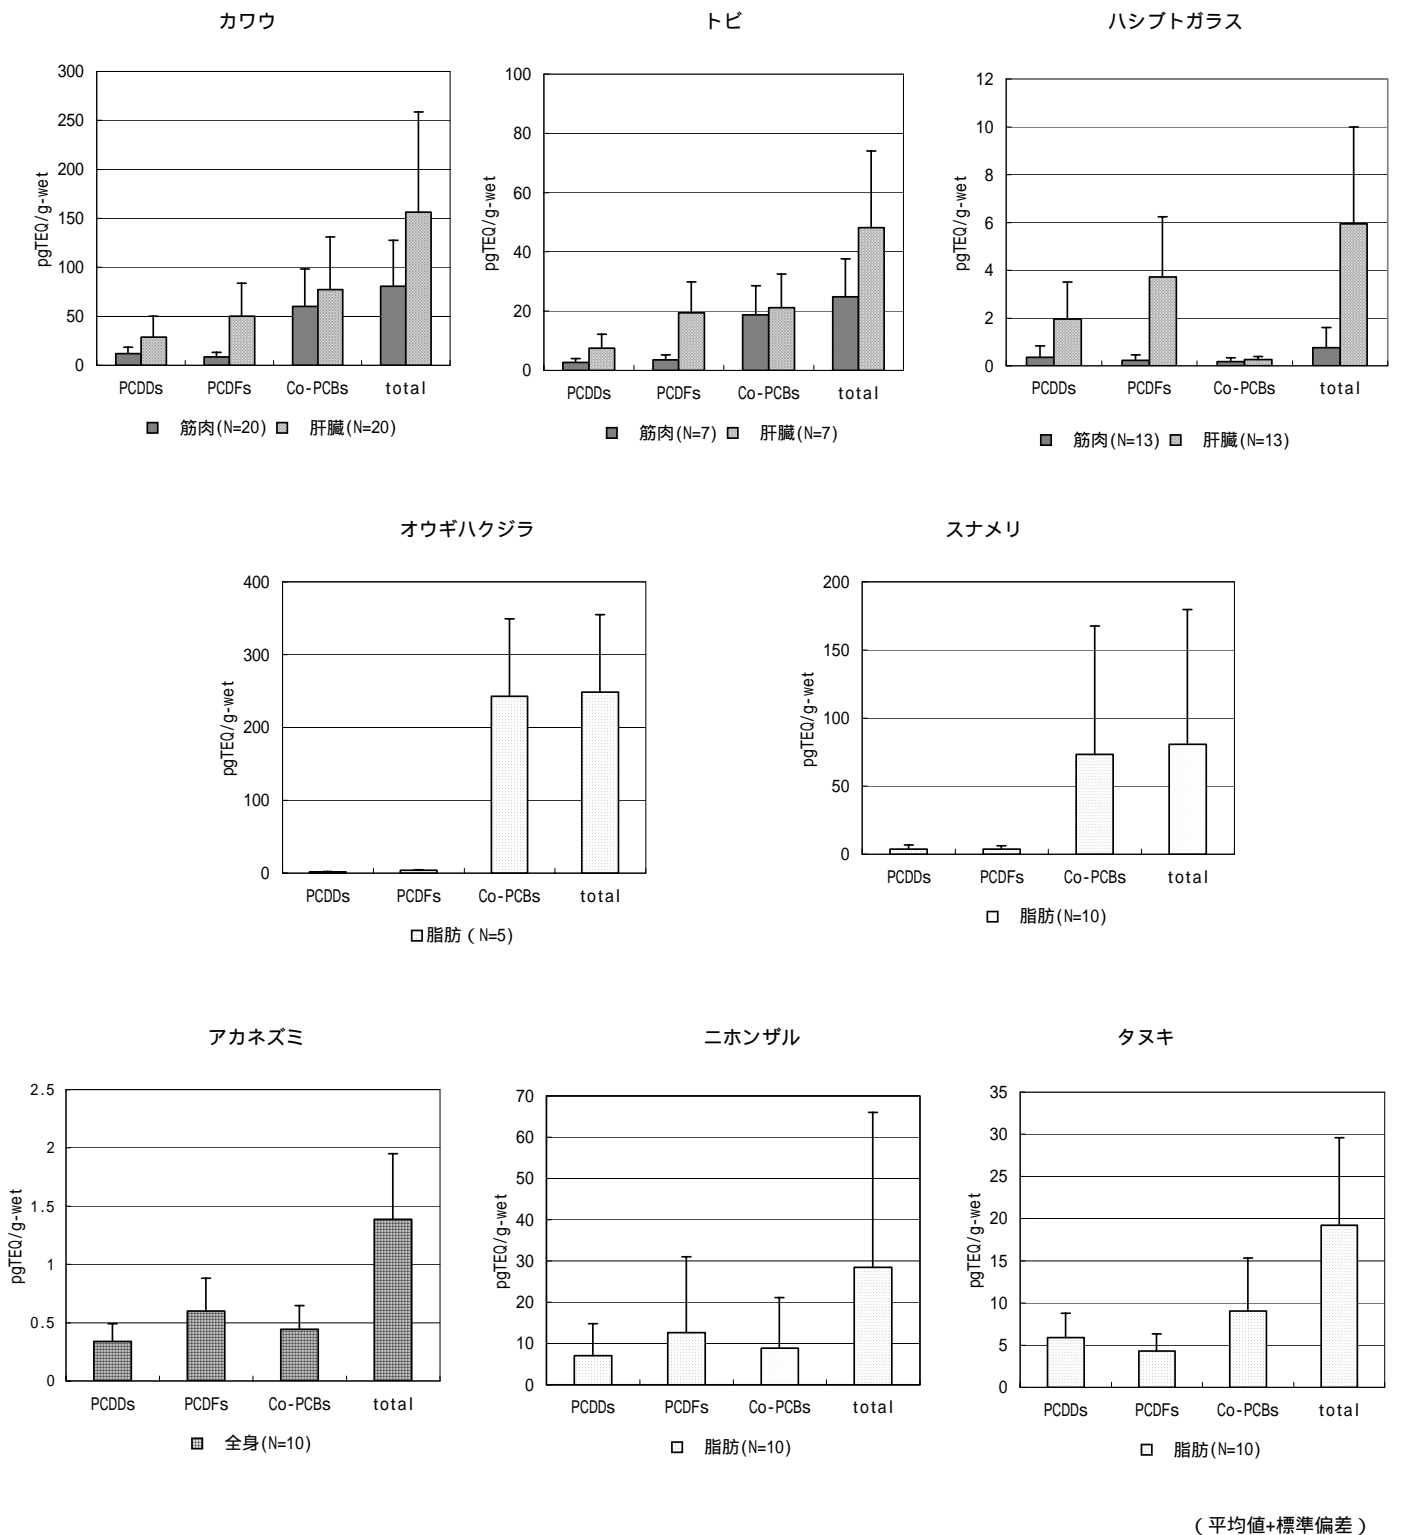 カワウ
トビ
ハシブトガラス
300
250
200
150
100
50
0
pgTEQ/g-wet
PCDDs PCDFs Co-PCBs total
筋肉(N=20) 肝臓(N=20)
100
80
60
40
20
0
pgTEQ/g-wet
PCDDs PCDFs Co-PCBs total
筋肉(N=7) 肝臓(N=7)
12
10
8
6
4
2
0
pgTEQ/g-wet
PCDDs PCDFs Co-PCBs total
筋肉(N=13) 肝臓(N=13)
オウギハクジラ
スナメリ
400
300
200
100
0
pgTEQ/g-wet
PCDDs PCDFs Co-PCBs total
脂肪(N=5)
200
150
100
50
0
pgTEQ/g-wet
PCDDs PCDFs Co-PCBs total
脂肪(N=10)
アカネズミ
ニホンザル
タヌキ
2.5
2
1.5
1
0.5
0
pgTEQ/g-wet
PCDDs PCDFs Co-PCBs total
全身(N=10)
70
60
50
40
30
20
10
0
pgTEQ/g-wet
PCDDs PCDFs Co-PCBs total
脂肪(N=10)
35
30
25
20
15
10
5
0
pgTEQ/g-wet
PCDDs PCDFs Co-PCBs total
脂肪(N=10)
(平均値+標準偏差)